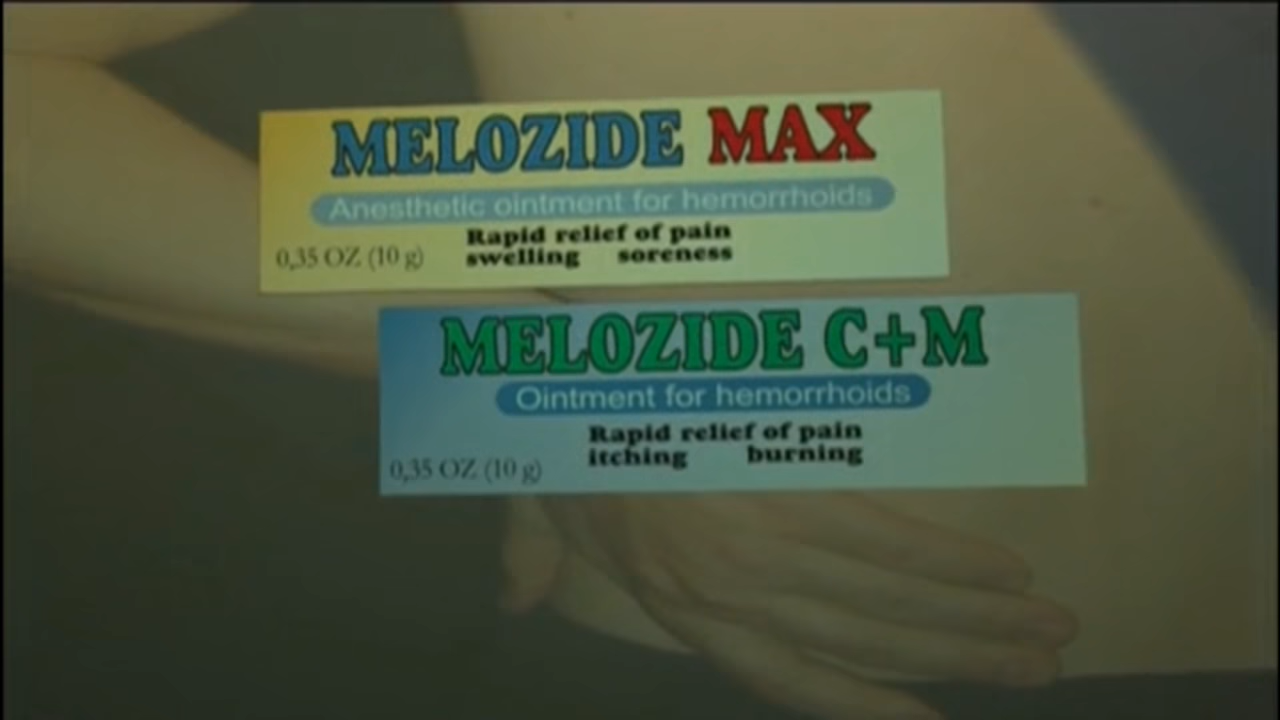 MELOZIDE MAX
Anesthetic ointment for hemorrhoids
Rapid relief of pain
0,35 OZ (10 g) swelling soreness
MELOZIDE C+M
Ointment for hemorrhoids
Rapid relief of pain
itching burning
0,35 OZ (10 g)